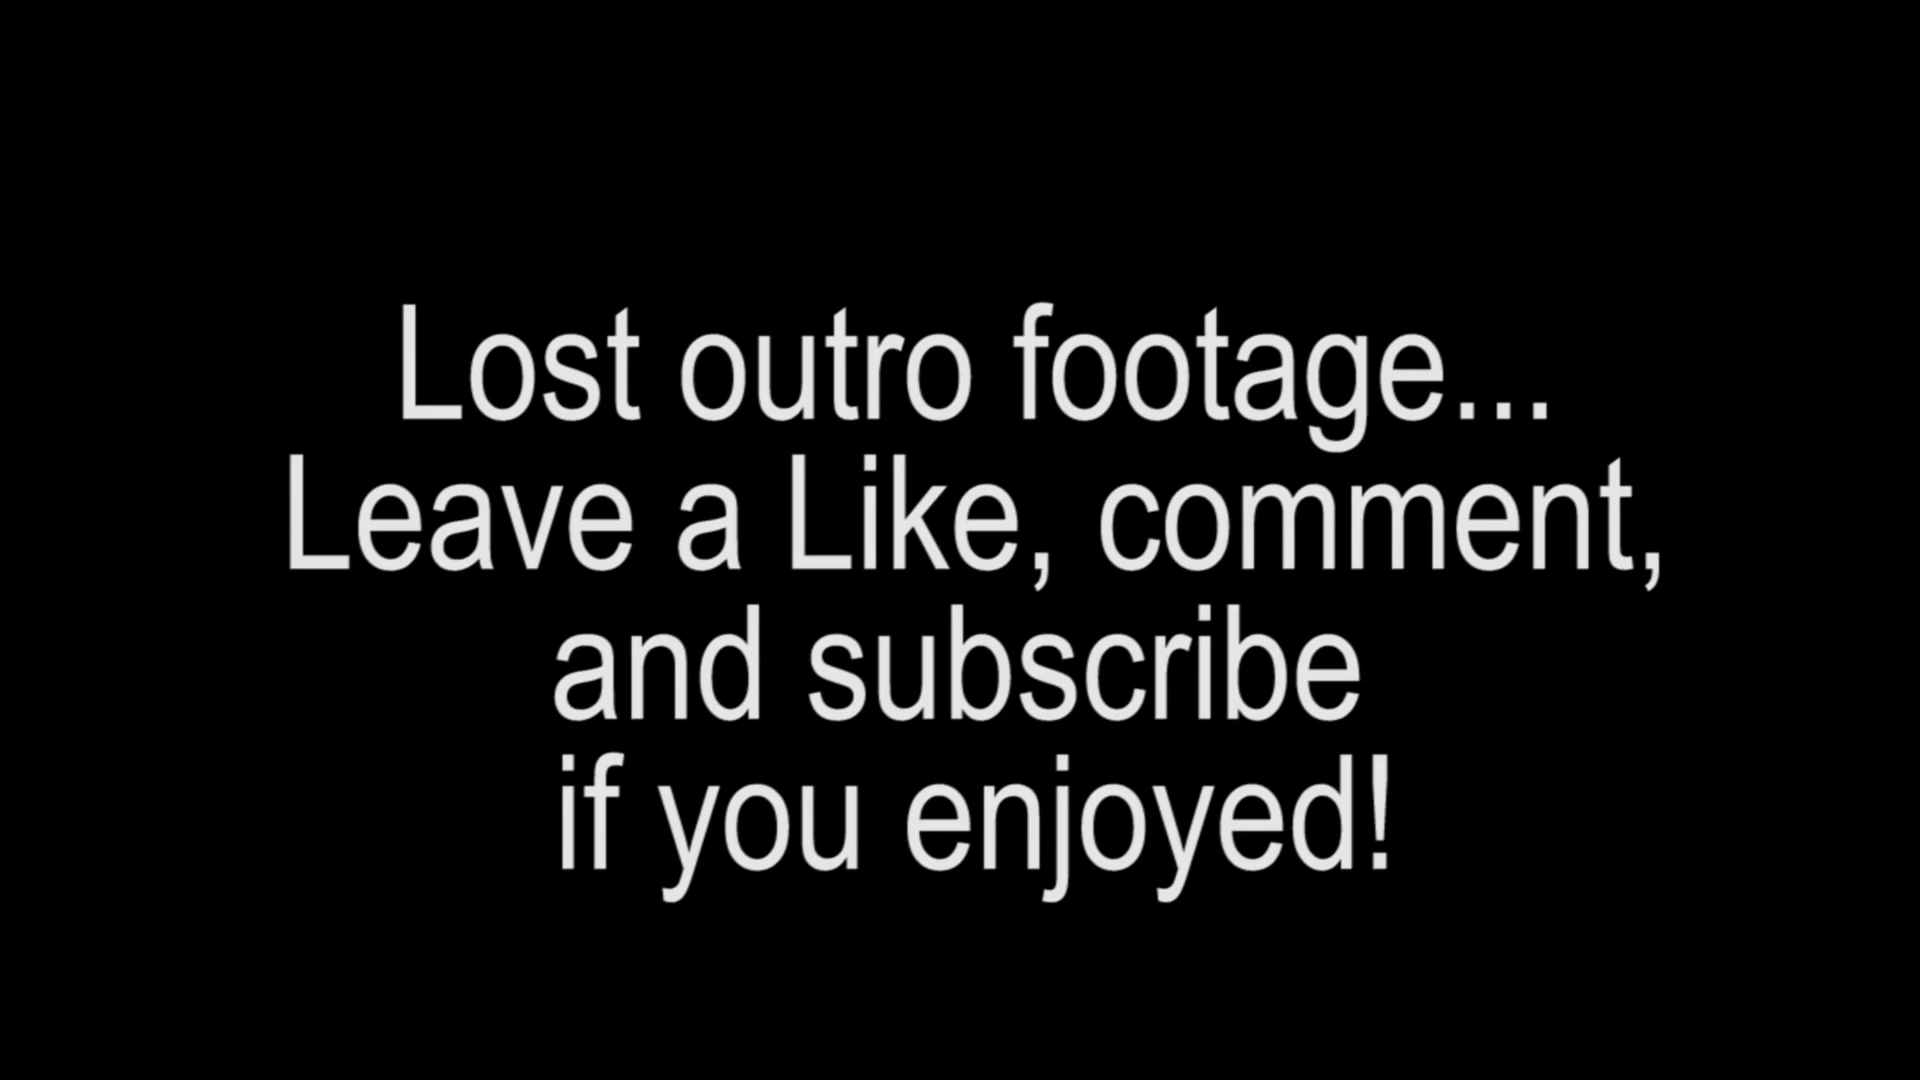 Lost outro footage...
Leave a Like, comment,
and subscribe
if you enjoyed!